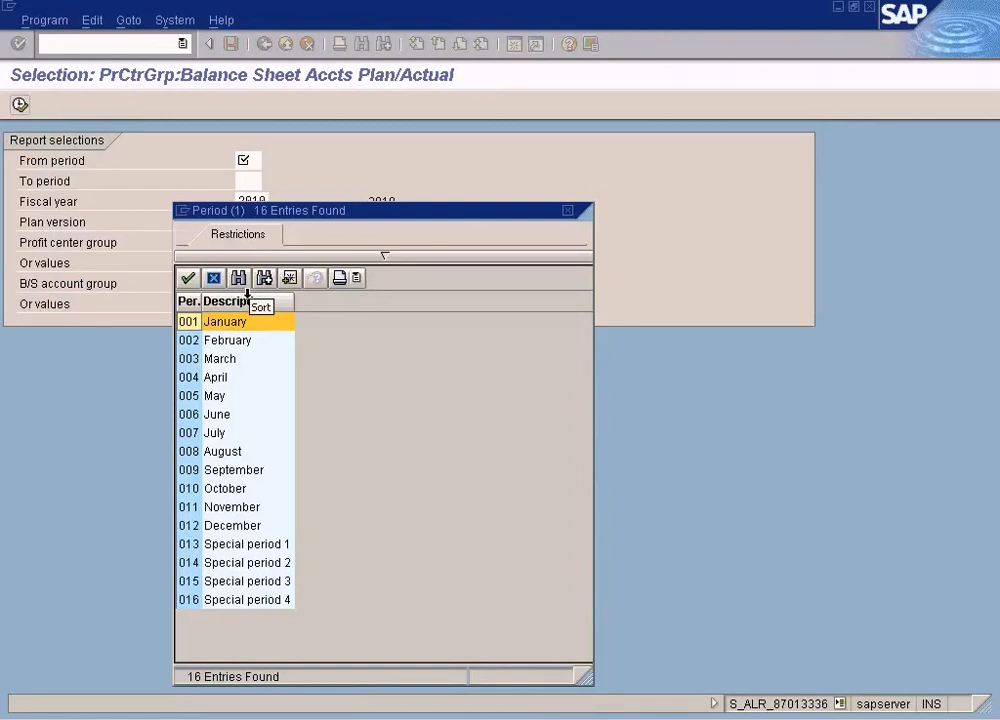 Program Edit Goto System Help
SAP
Selection: PrCtrGrp:Balance Sheet Accts Plan/Actual
Report selections
From period
To period
Fiscal year 2010 2010
Plan version
Profit center group
Or values
B/S account group
Or values
Period (1) 16 Entries Found
Restrictions
Per. Descrip
Sort
001 January
002 February
003 March
004 April
005 May
006 June
007 July
008 August
009 September
010 October
011 November
012 December
013 Special period 1
014 Special period 2
015 Special period 3
016 Special period 4
16 Entries Found
S_ALR_87013336 sapserver INS